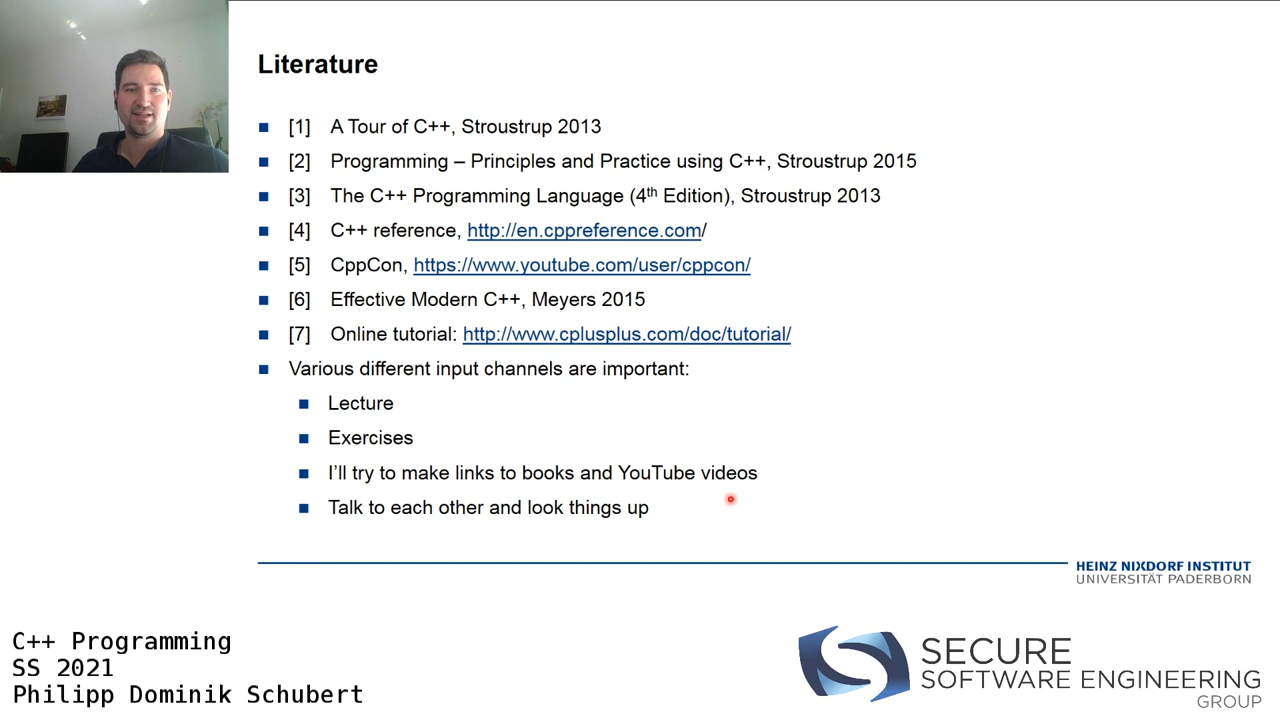 Literature
[1] A Tour of C++, Stroustrup 2013
[2] Programming – Principles and Practice using C++, Stroustrup 2015
[3] The C++ Programming Language (4th Edition), Stroustrup 2013
[4] C++ reference, http://en.cppreference.com/
[5] CppCon, https://www.youtube.com/user/cppcon/
[6] Effective Modern C++, Meyers 2015
[7] Online tutorial: http://www.cplusplus.com/doc/tutorial/
Various different input channels are important:
Lecture
Exercises
I'll try to make links to books and YouTube videos
Talk to each other and look things up
HEINZ NIXDORF INSTITUT
UNIVERSITÄT PADERBORN
C++ Programming
SS 2021
Philipp Dominik Schubert
SECURE
SOFTWARE ENGINEERING
GROUP